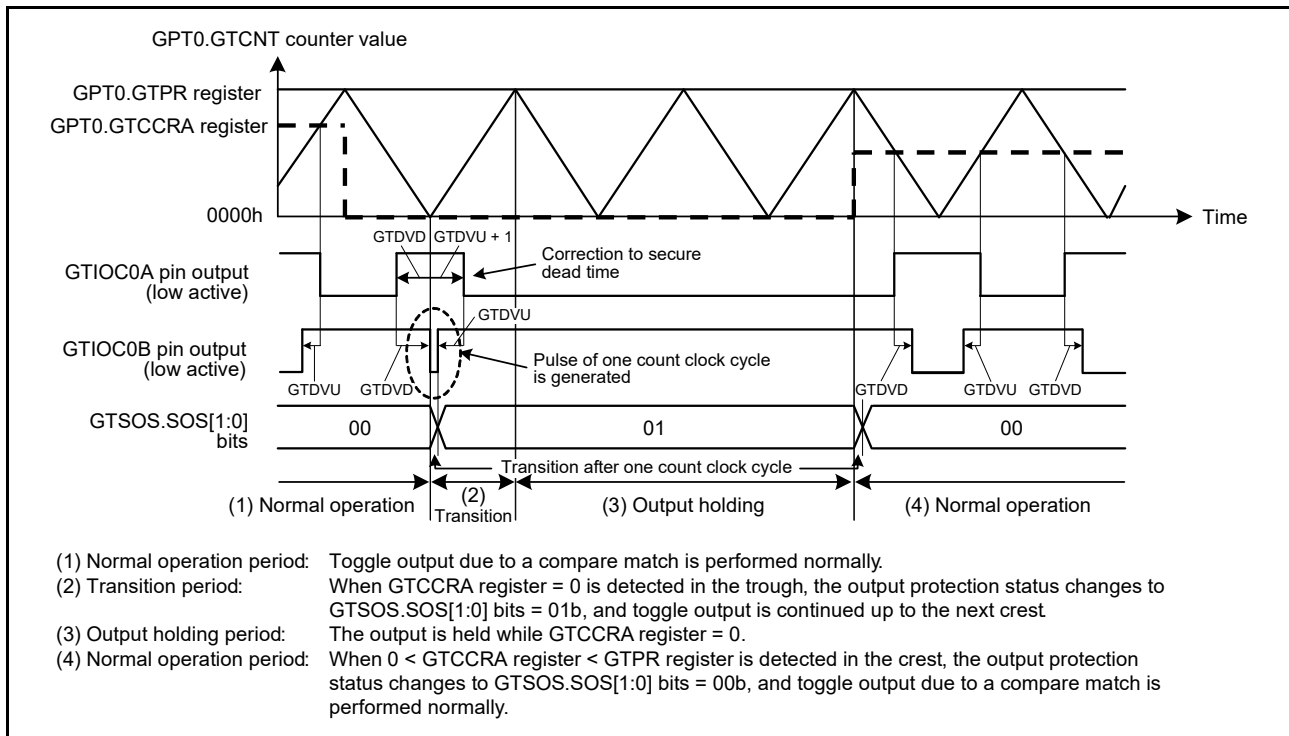 GPT0.GTCNT counter value
GPT0.GTPR register
GPT0.GTCCRA register
0000h
Time
GTDVD
GTDVU + 1
Correction to secure
dead time
GTIOC0A pin output
(low active)
GTDVU
GTIOC0B pin output
(low active)
Pulse of one count clock cycle
is generated
GTDVU
GTDVD
GTDVD
GTDVU
GTDVD
GTSOS.SOS[1:0]
bits
00
01
00
Transition after one count clock cycle
(1) Normal operation
(2)
Transition
(3) Output holding
(4) Normal operation
(1) Normal operation period: Toggle output due to a compare match is performed normally.
(2) Transition period: When GTCCRA register = 0 is detected in the trough, the output protection status changes to
GTSOS.SOS[1:0] bits = 01b, and toggle output is continued up to the next crest.
(3) Output holding period: The output is held while GTCCRA register = 0.
(4) Normal operation period: When 0 < GTCCRA register < GTPR register is detected in the crest, the output protection
status changes to GTSOS.SOS[1:0] bits = 00b, and toggle output due to a compare match is
performed normally.